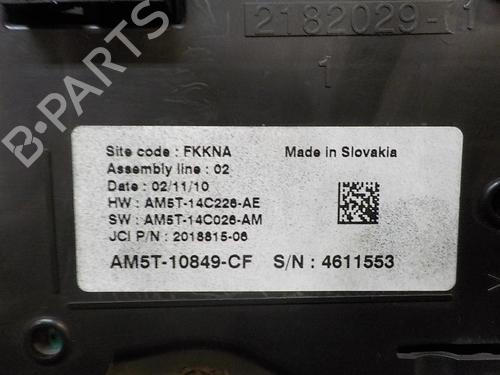 2182029-1
1
B-PARTS
Site code : FKKNA
Made in Slovakia
Assembly line : 02
Date : 02/11/10
HW : AM5T-14C226-AE
SW : AM5T-14C026-AM
JCI P/N : 2018815-06
AM5T-10849-CF S/N : 4611553